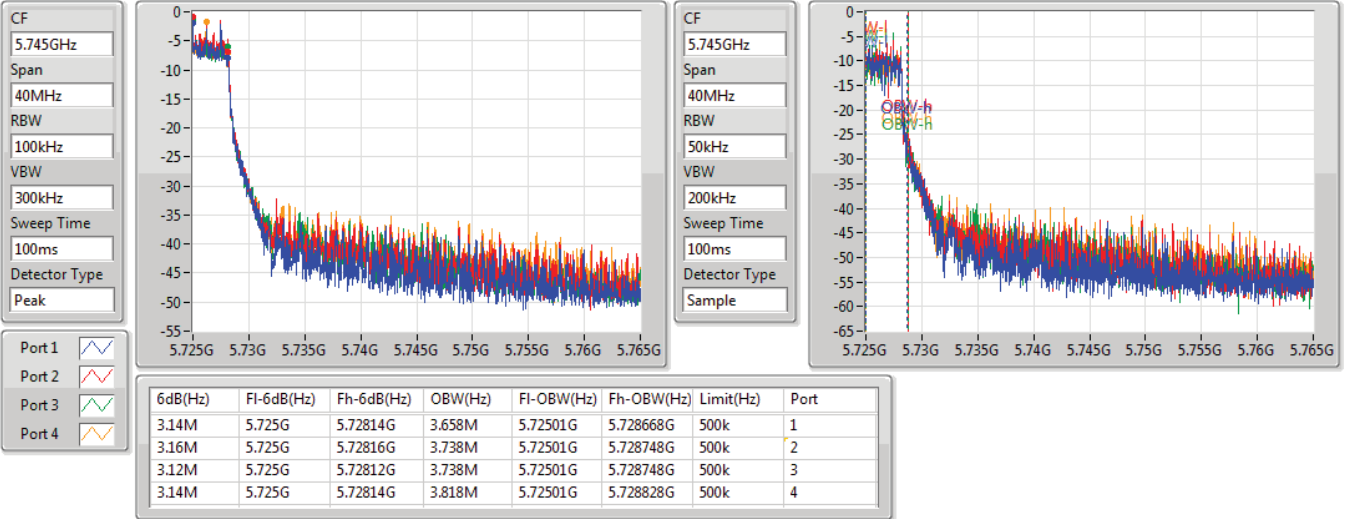 CF
5.745GHz
Span
40MHz
RBW
100kHz
VBW
300kHz
Sweep Time
100ms
Detector Type
Peak
0
-5
-10
-15
-20
-25
-30
-35
-40
-45
-50
-55
5.725G 5.73G 5.735G 5.74G 5.745G 5.75G 5.755G 5.76G 5.765G
CF
5.745GHz
Span
40MHz
RBW
50kHz
VBW
200kHz
Sweep Time
100ms
Detector Type
Sample
0
-5
-10
-15
-20
-25
-30
-35
-40
-45
-50
-55
-60
-65
OBW-h
OBW-h
5.725G 5.73G 5.735G 5.74G 5.745G 5.75G 5.755G 5.76G 5.765G
Port 1
Port 2
Port 3
Port 4
6dB(Hz) Fl-6dB(Hz) Fh-6dB(Hz) OBW(Hz) Fl-OBW(Hz) Fh-OBW(Hz) Limit(Hz) Port
3.14M 5.725G 5.72814G 3.658M 5.72501G 5.728668G 500k 1
3.16M 5.725G 5.72816G 3.738M 5.72501G 5.728748G 500k 2
3.12M 5.725G 5.72812G 3.738M 5.72501G 5.728748G 500k 3
3.14M 5.725G 5.72814G 3.818M 5.72501G 5.728828G 500k 4